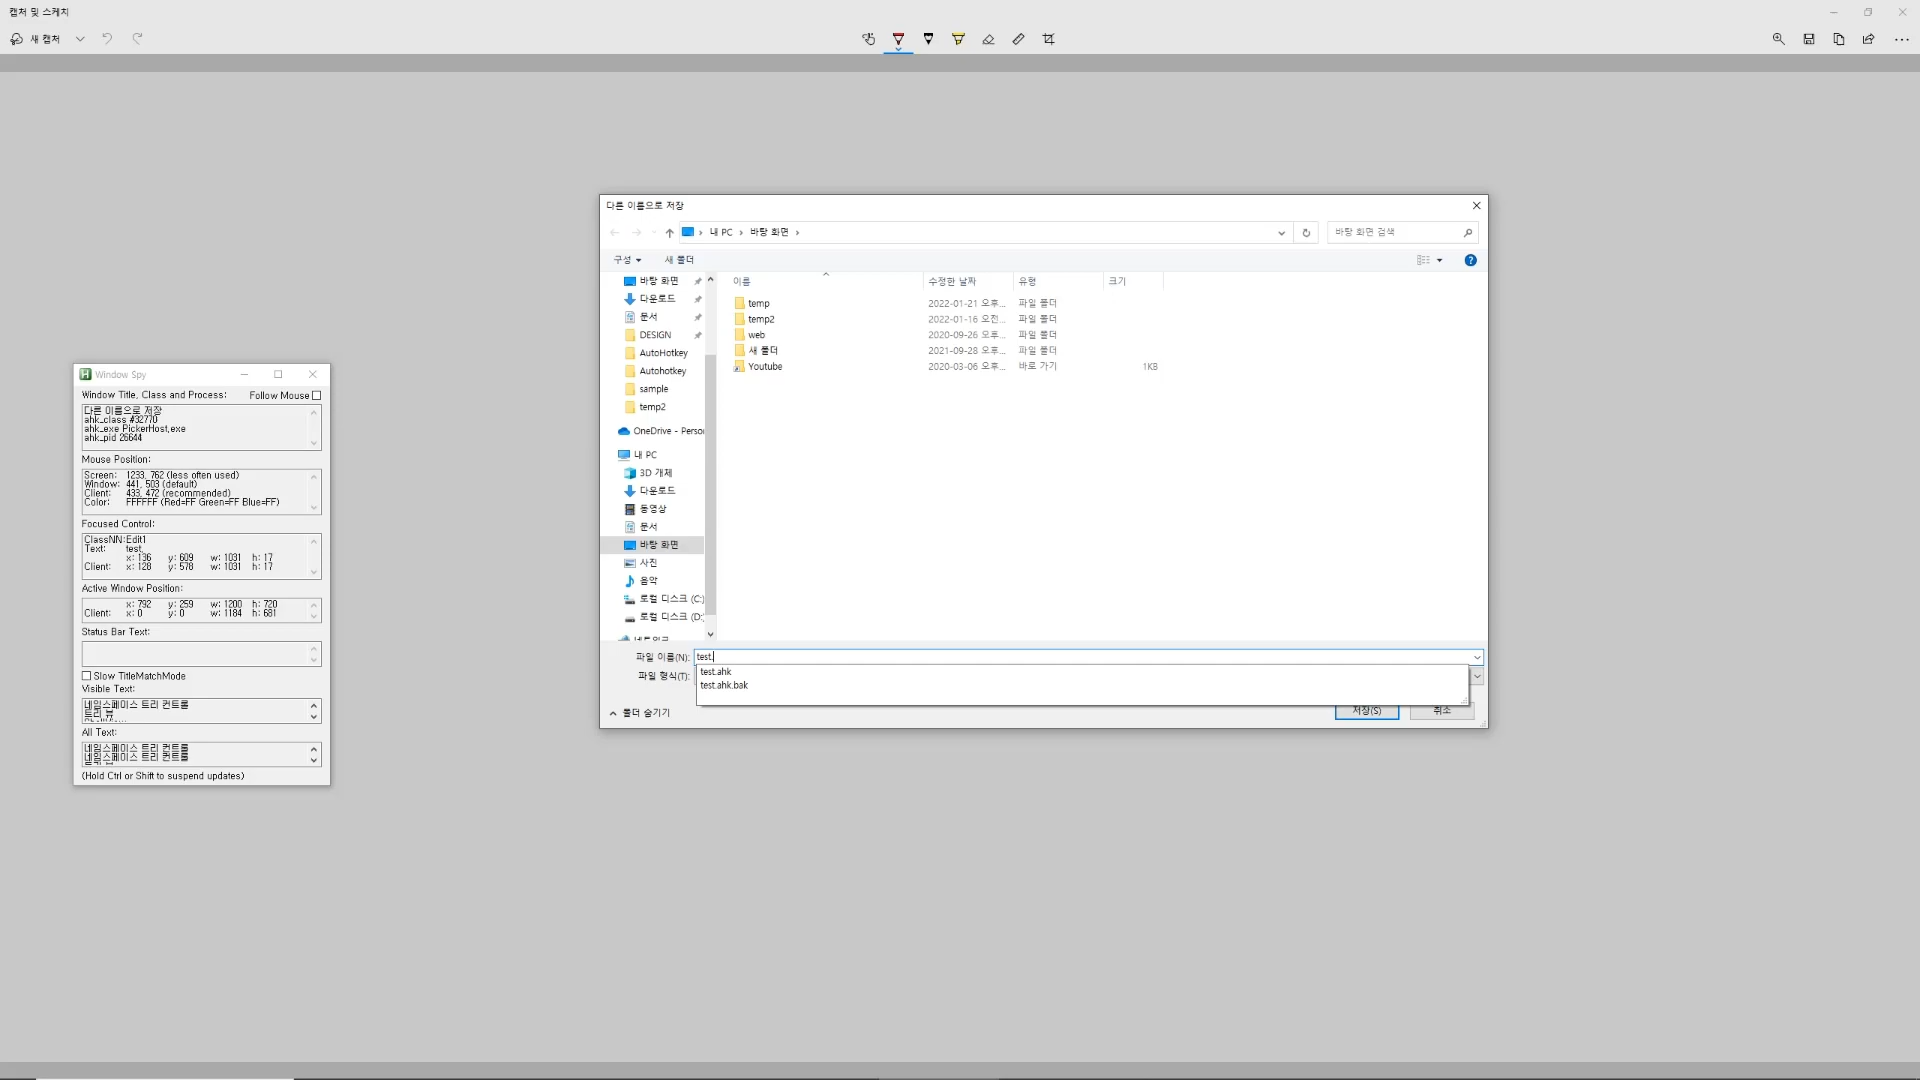 캡처 및 스케치
새 캡처
다른 이름으로 저장
내 PC › 바탕 화면 ›
바탕 화면 검색
구성
새 폴더
이름
수정한 날짜
유형
크기
바탕 화면
다운로드
문서
DESIGN
AutoHotkey
Autohotkey
sample
temp2
OneDrive - Perso
내 PC
3D 개체
다운로드
동영상
문서
바탕 화면
사진
음악
로컬 디스크 (C:)
로컬 디스크 (D:
네트워크
temp 2022-01-21 오후... 파일 폴더
temp2 2022-01-16 오전... 파일 폴더
web 2020-09-26 오후... 파일 폴더
새 폴더 2021-09-28 오후... 파일 폴더
Youtube 2020-03-06 오후... 바로 가기 1KB
파일 이름(N): test.
파일 형식(T):
test.ahk
test.ahk.bak
폴더 숨기기
저장(S)
취소
Window Spy
Window Title, Class and Process:
Follow Mouse
다른 이름으로 저장
ahk_class #32770
ahk_exe PickerHost.exe
ahk_pid 26644
Mouse Position:
Screen: 1233, 762 (less often used)
Window: 441, 503 (default)
Client: 433, 472 (recommended)
Color: FFFFFF (Red=FF Green=FF Blue=FF)
Focused Control:
ClassNN: Edit1
Text: test.
x: 136 y: 609 w: 1031 h: 17
Client: x: 128 y: 578 w: 1031 h: 17
Active Window Position:
x: 792 y: 259 w: 1200 h: 720
Client: x: 0 y: 0 w: 1184 h: 681
Status Bar Text:
Slow TitleMatchMode
Visible Text:
네임스페이스 트리 컨트롤
트리 뷰
All Text:
네임스페이스 트리 컨트롤
네임스페이스 트리 컨트롤
(Hold Ctrl or Shift to suspend updates)